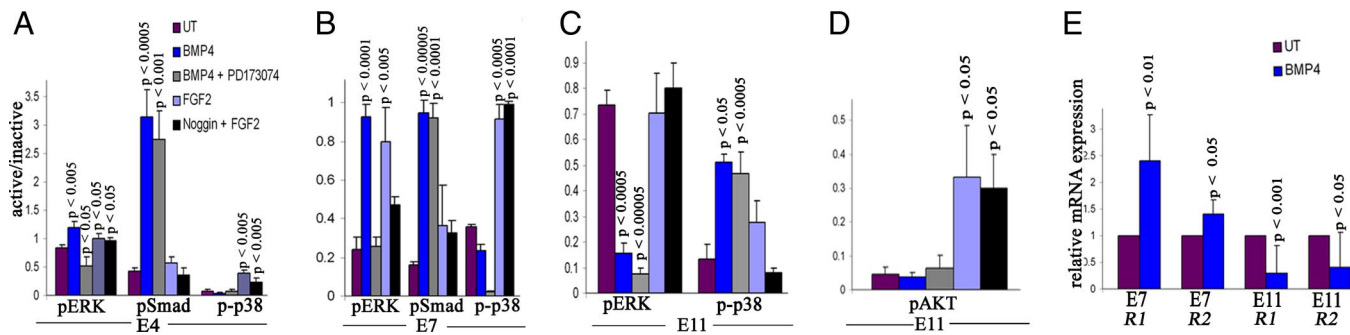 A
UT
BMP4
BMP4 + PD173074
FGF2
Noggin + FGF2
active/inactive
3.5
3
2.5
2
1.5
1
0.5
0
p < 0.005
p < 0.05
p < 0.05
p < 0.05
p < 0.0005
p < 0.001
p < 0.005
p < 0.005
pERK pSmad p-p38
E4
B
1
0.8
0.6
0.4
0.2
0
p < 0.0001
p < 0.005
p < 0.00005
p < 0.0005
p < 0.0005
p < 0.0001
pERK pSmad p-p38
E7
C
0.9
0.8
0.7
0.6
0.5
0.4
0.3
0.2
0.1
0
p < 0.0005
p < 0.00005
p < 0.05
p < 0.0005
pERK p-p38
E11
D
0.6
0.5
0.4
0.3
0.2
0.1
0
p < 0.05
p < 0.05
pAKT
E11
E
UT
BMP4
relative mRNA expression
2.5
2
1.5
1
0.5
0
p < 0.01
p < 0.05
p < 0.001
p < 0.05
E7 E7 E11 E11
R1 R2 R1 R2